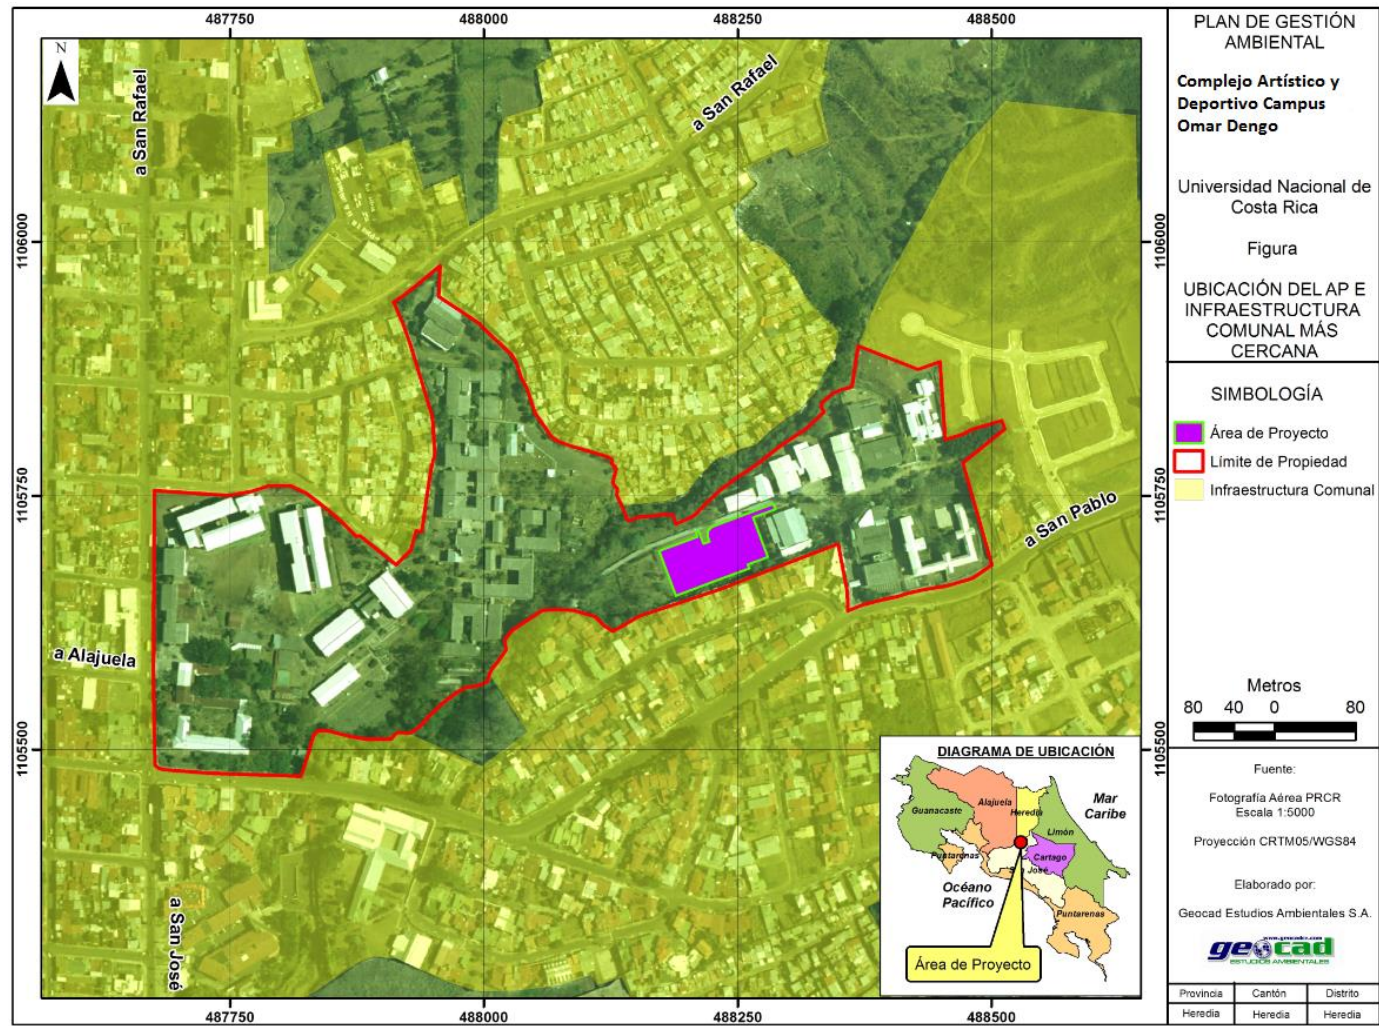 487750
488000
488250
488500
N
a San Rafael
a San Rafael
1106000
1106000
1105750
1105750
a San Pablo
a Alajuela
1105500
1105500
a San José
487750
488000
488250
488500
DIAGRAMA DE UBICACIÓN
Mar
Caribe
Alajuela
Guanacaste
Heredia
Limón
Puntarenas
Cartago
San José
Océano
Pacífico
Puntarenas
Área de Proyecto
PLAN DE GESTIÓN
AMBIENTAL
Complejo Artístico y
Deportivo Campus
Omar Dengo
Universidad Nacional de
Costa Rica
Figura
UBICACIÓN DEL AP E
INFRAESTRUCTURA
COMUNAL MÁS
CERCANA
SIMBOLOGÍA
Área de Proyecto
Límite de Propiedad
Infraestructura Comunal
Metros
80 40 0 80
Fuente:
Fotografía Aérea PRCR
Escala 1:5000
Proyección CRTM05/WGS84
Elaborado por:
Geocad Estudios Ambientales S.A.
www.geocadcr.com
geocad
ESTUDIOS AMBIENTALES
Provincia Cantón Distrito
Heredia Heredia Heredia